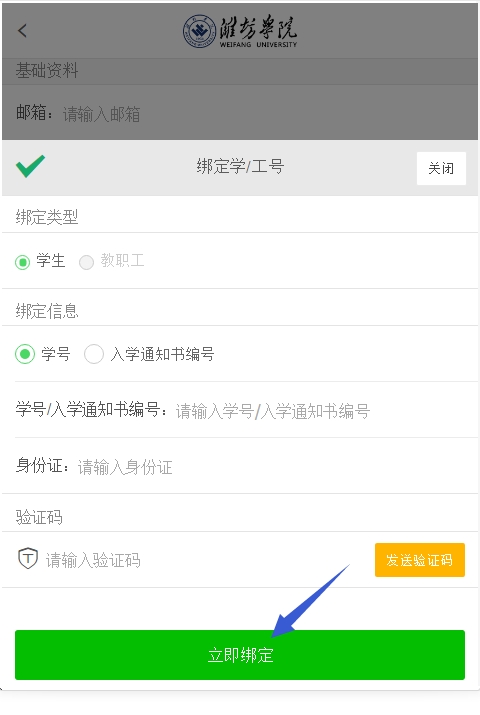 潍坊学院
WEIFANG UNIVERSITY
基础资料
邮箱：请输入邮箱
绑定学/工号
关闭
绑定类型
学生 教职工
绑定信息
学号 入学通知书编号
学号/入学通知书编号：请输入学号/入学通知书编号
身份证：请输入身份证
验证码
请输入验证码
发送验证码
立即绑定